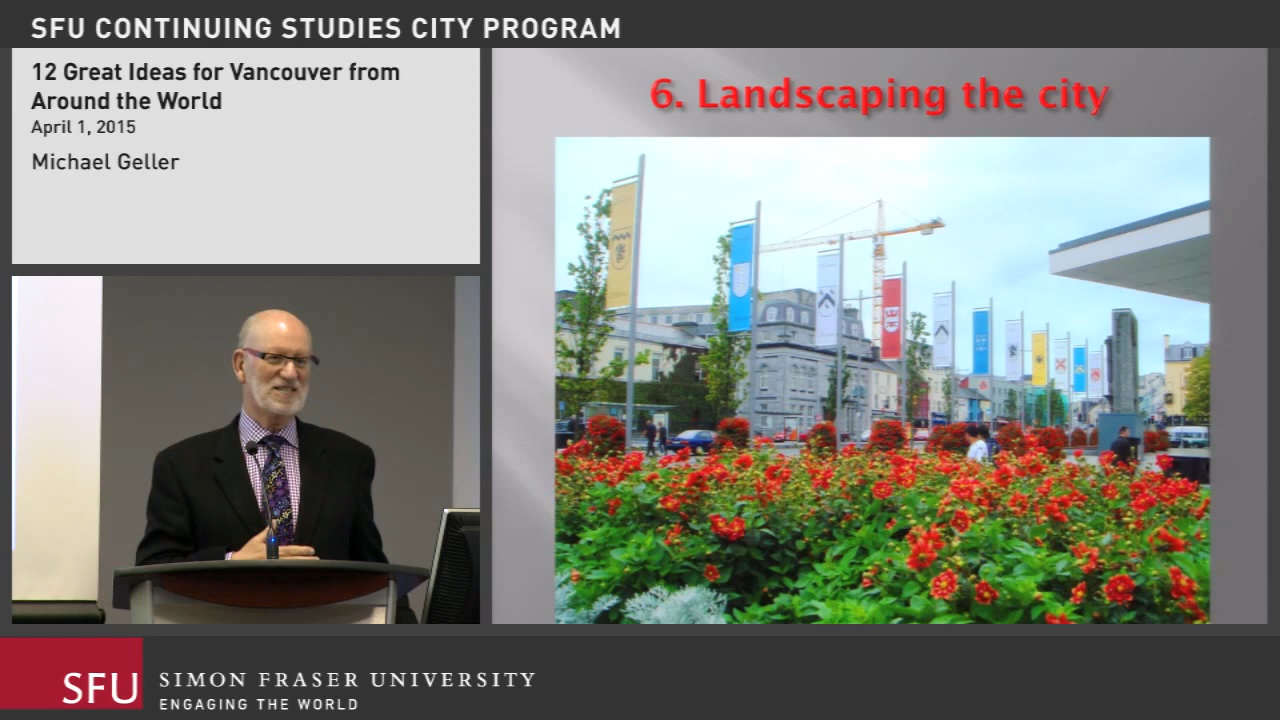 SFU CONTINUING STUDIES CITY PROGRAM
12 Great Ideas for Vancouver from
Around the World
April 1, 2015
Michael Geller
6. Landscaping the city
SFU
SIMON FRASER UNIVERSITY
ENGAGING THE WORLD